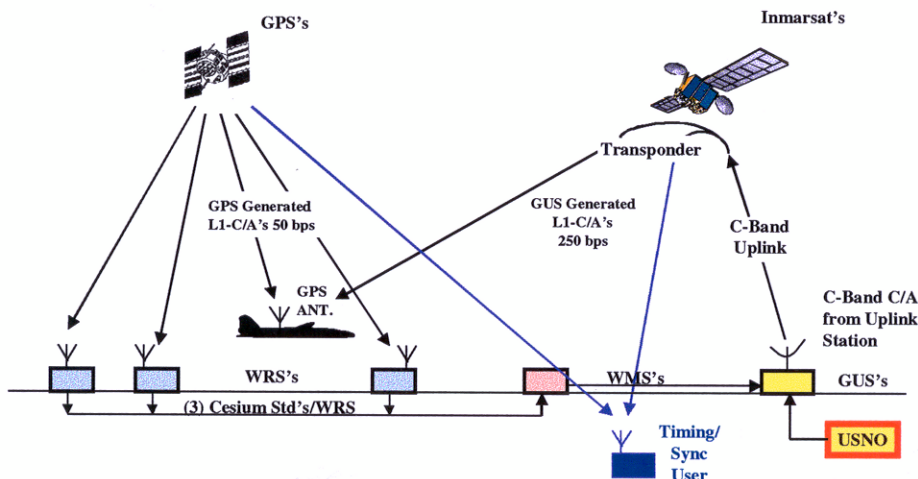 GPS's
Inmarsat's
Transponder
GPS Generated
L1-C/A's 50 bps
GUS Generated
L1-C/A's
250 bps
C-Band
Uplink
GPS
ANT.
C-Band C/A
from Uplink
Station
WRS's
WMS's
GUS's
(3) Cesium Std's/WRS
Timing/
Sync
User
USNO